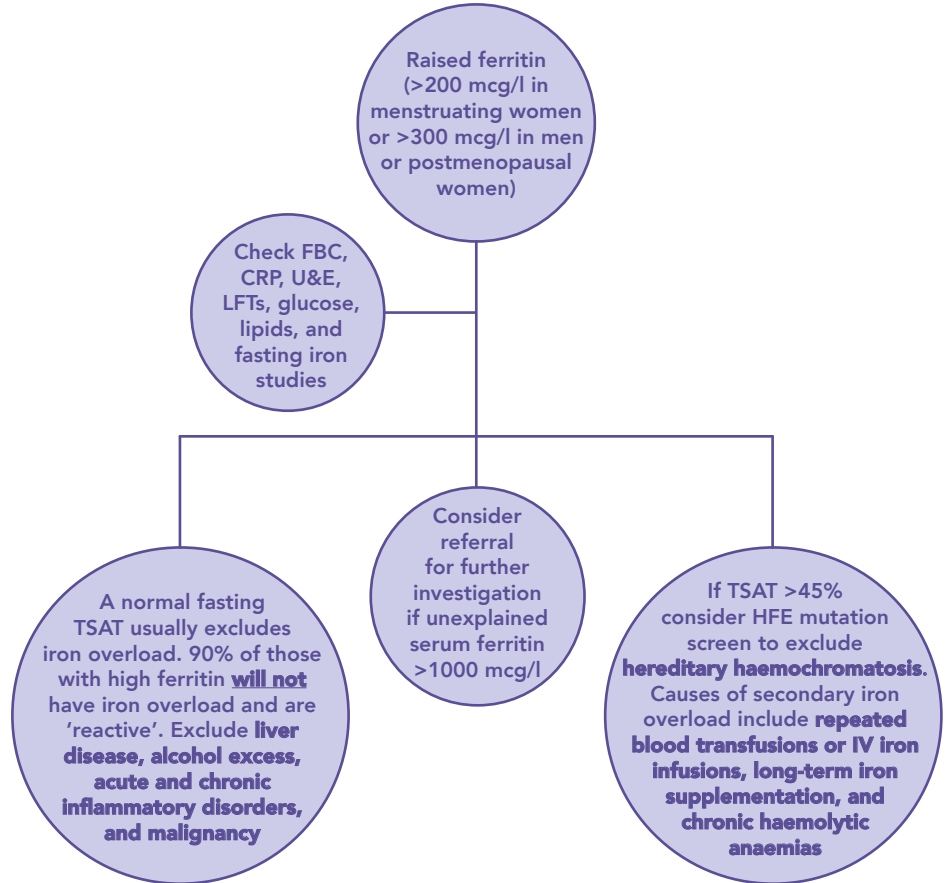 Raised ferritin
(>200 mcg/l in
menstruating women
or >300 mcg/l in men
or postmenopausal
women)
Check FBC,
CRP, U&E,
LFTs, glucose,
lipids, and
fasting iron
studies
A normal fasting
TSAT usually excludes
iron overload. 90% of those
with high ferritin will not
have iron overload and are
‘reactive’. Exclude liver
disease, alcohol excess,
acute and chronic
inflammatory disorders,
and malignancy
Consider
referral
for further
investigation
if unexplained
serum ferritin
>1000 mcg/l
If TSAT >45%
consider HFE mutation
screen to exclude
hereditary haemochromatosis.
Causes of secondary iron
overload include repeated
blood transfusions or IV iron
infusions, long-term iron
supplementation, and
chronic haemolytic
anaemias